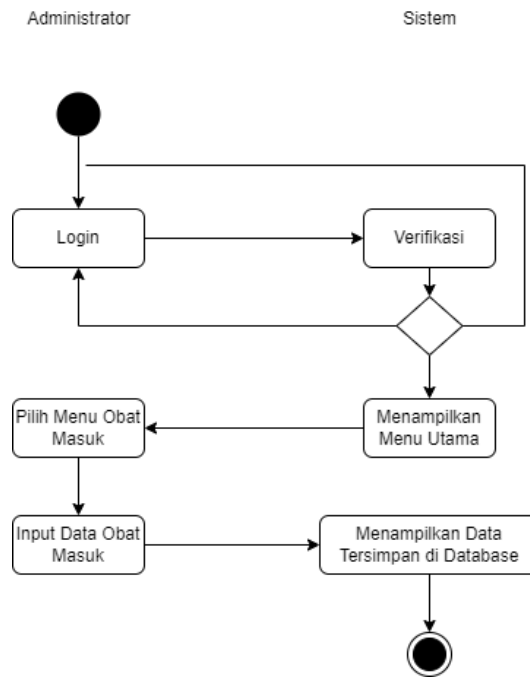 Administrator
Sistem
Login
Verifikasi
Pilih Menu Obat
Masuk
Menampilkan
Menu Utama
Input Data Obat
Masuk
Menampilkan Data
Tersimpan di Database